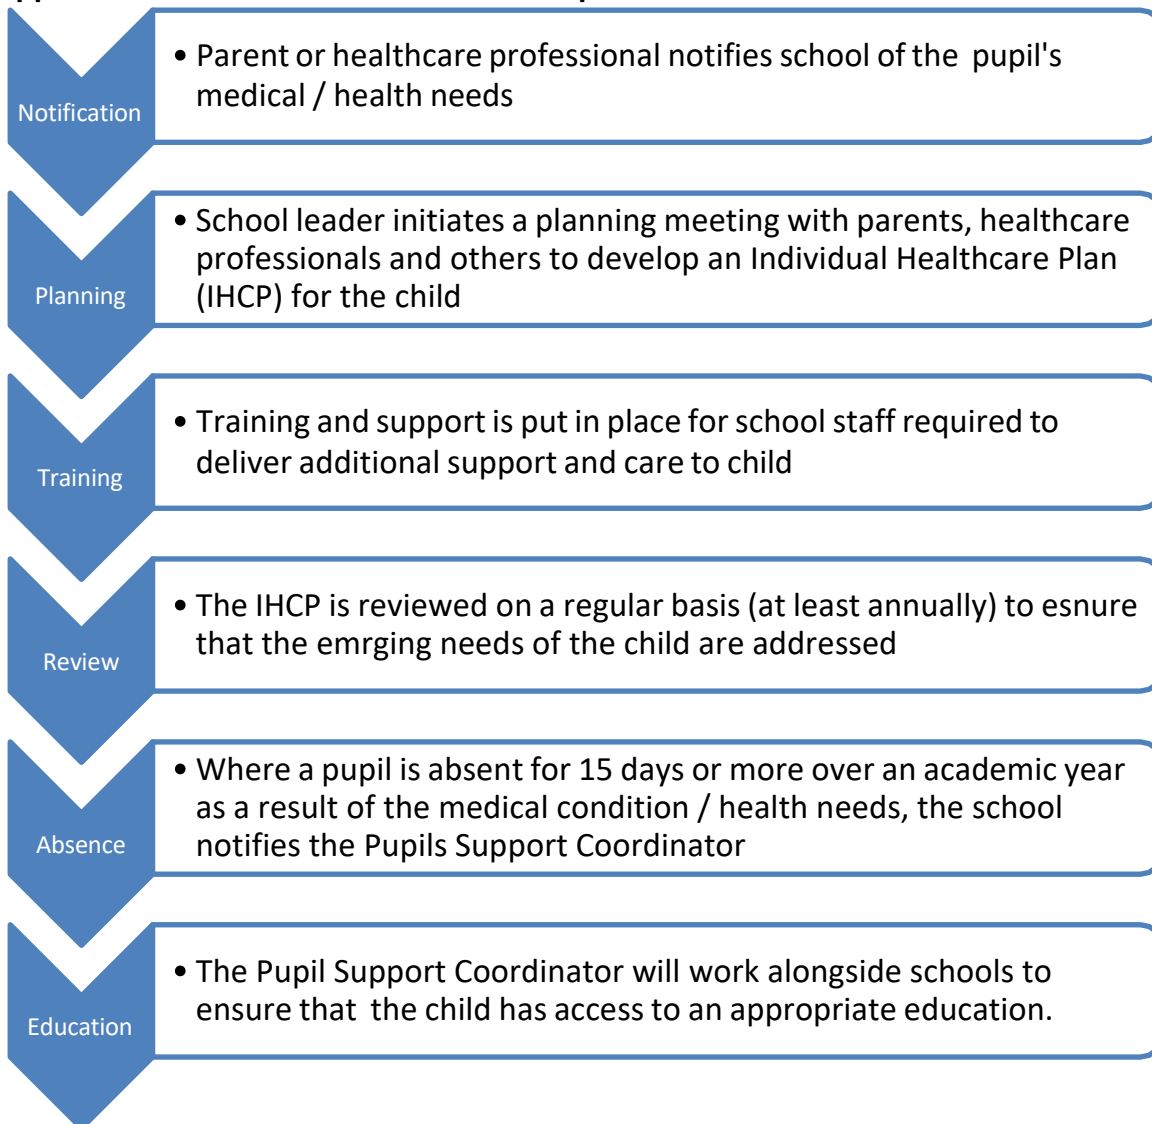 • Parent or healthcare professional notifies school of the pupil's
medical / health needs
Notification
• School leader initiates a planning meeting with parents, healthcare
professionals and others to develop an Individual Healthcare Plan
(IHCP) for the child
Planning
• Training and support is put in place for school staff required to
deliver additional support and care to child
Training
• The IHCP is reviewed on a regular basis (at least annually) to esnure
that the emrging needs of the child are addressed
Review
• Where a pupil is absent for 15 days or more over an academic year
as a result of the medical condition / health needs, the school
notifies the Pupils Support Coordinator
Absence
• The Pupil Support Coordinator will work alongside schools to
ensure that the child has access to an appropriate education.
Education